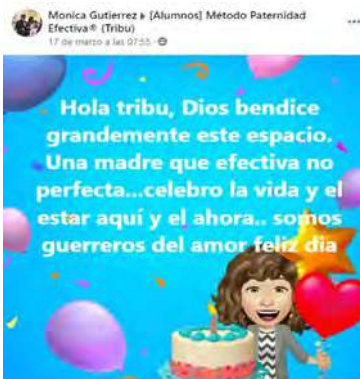 Monica Gutierrez ▸ [Alumnos] Método Paternidad
Efectiva® (Tribu)
17 de marzo a las 07:55 ·
Hola tribu, Dios bendice
grandemente este espacio.
Una madre que efectiva no
perfecta...celebro la vida y el
estar aquí y el ahora.. somos
guerreros del amor feliz dia